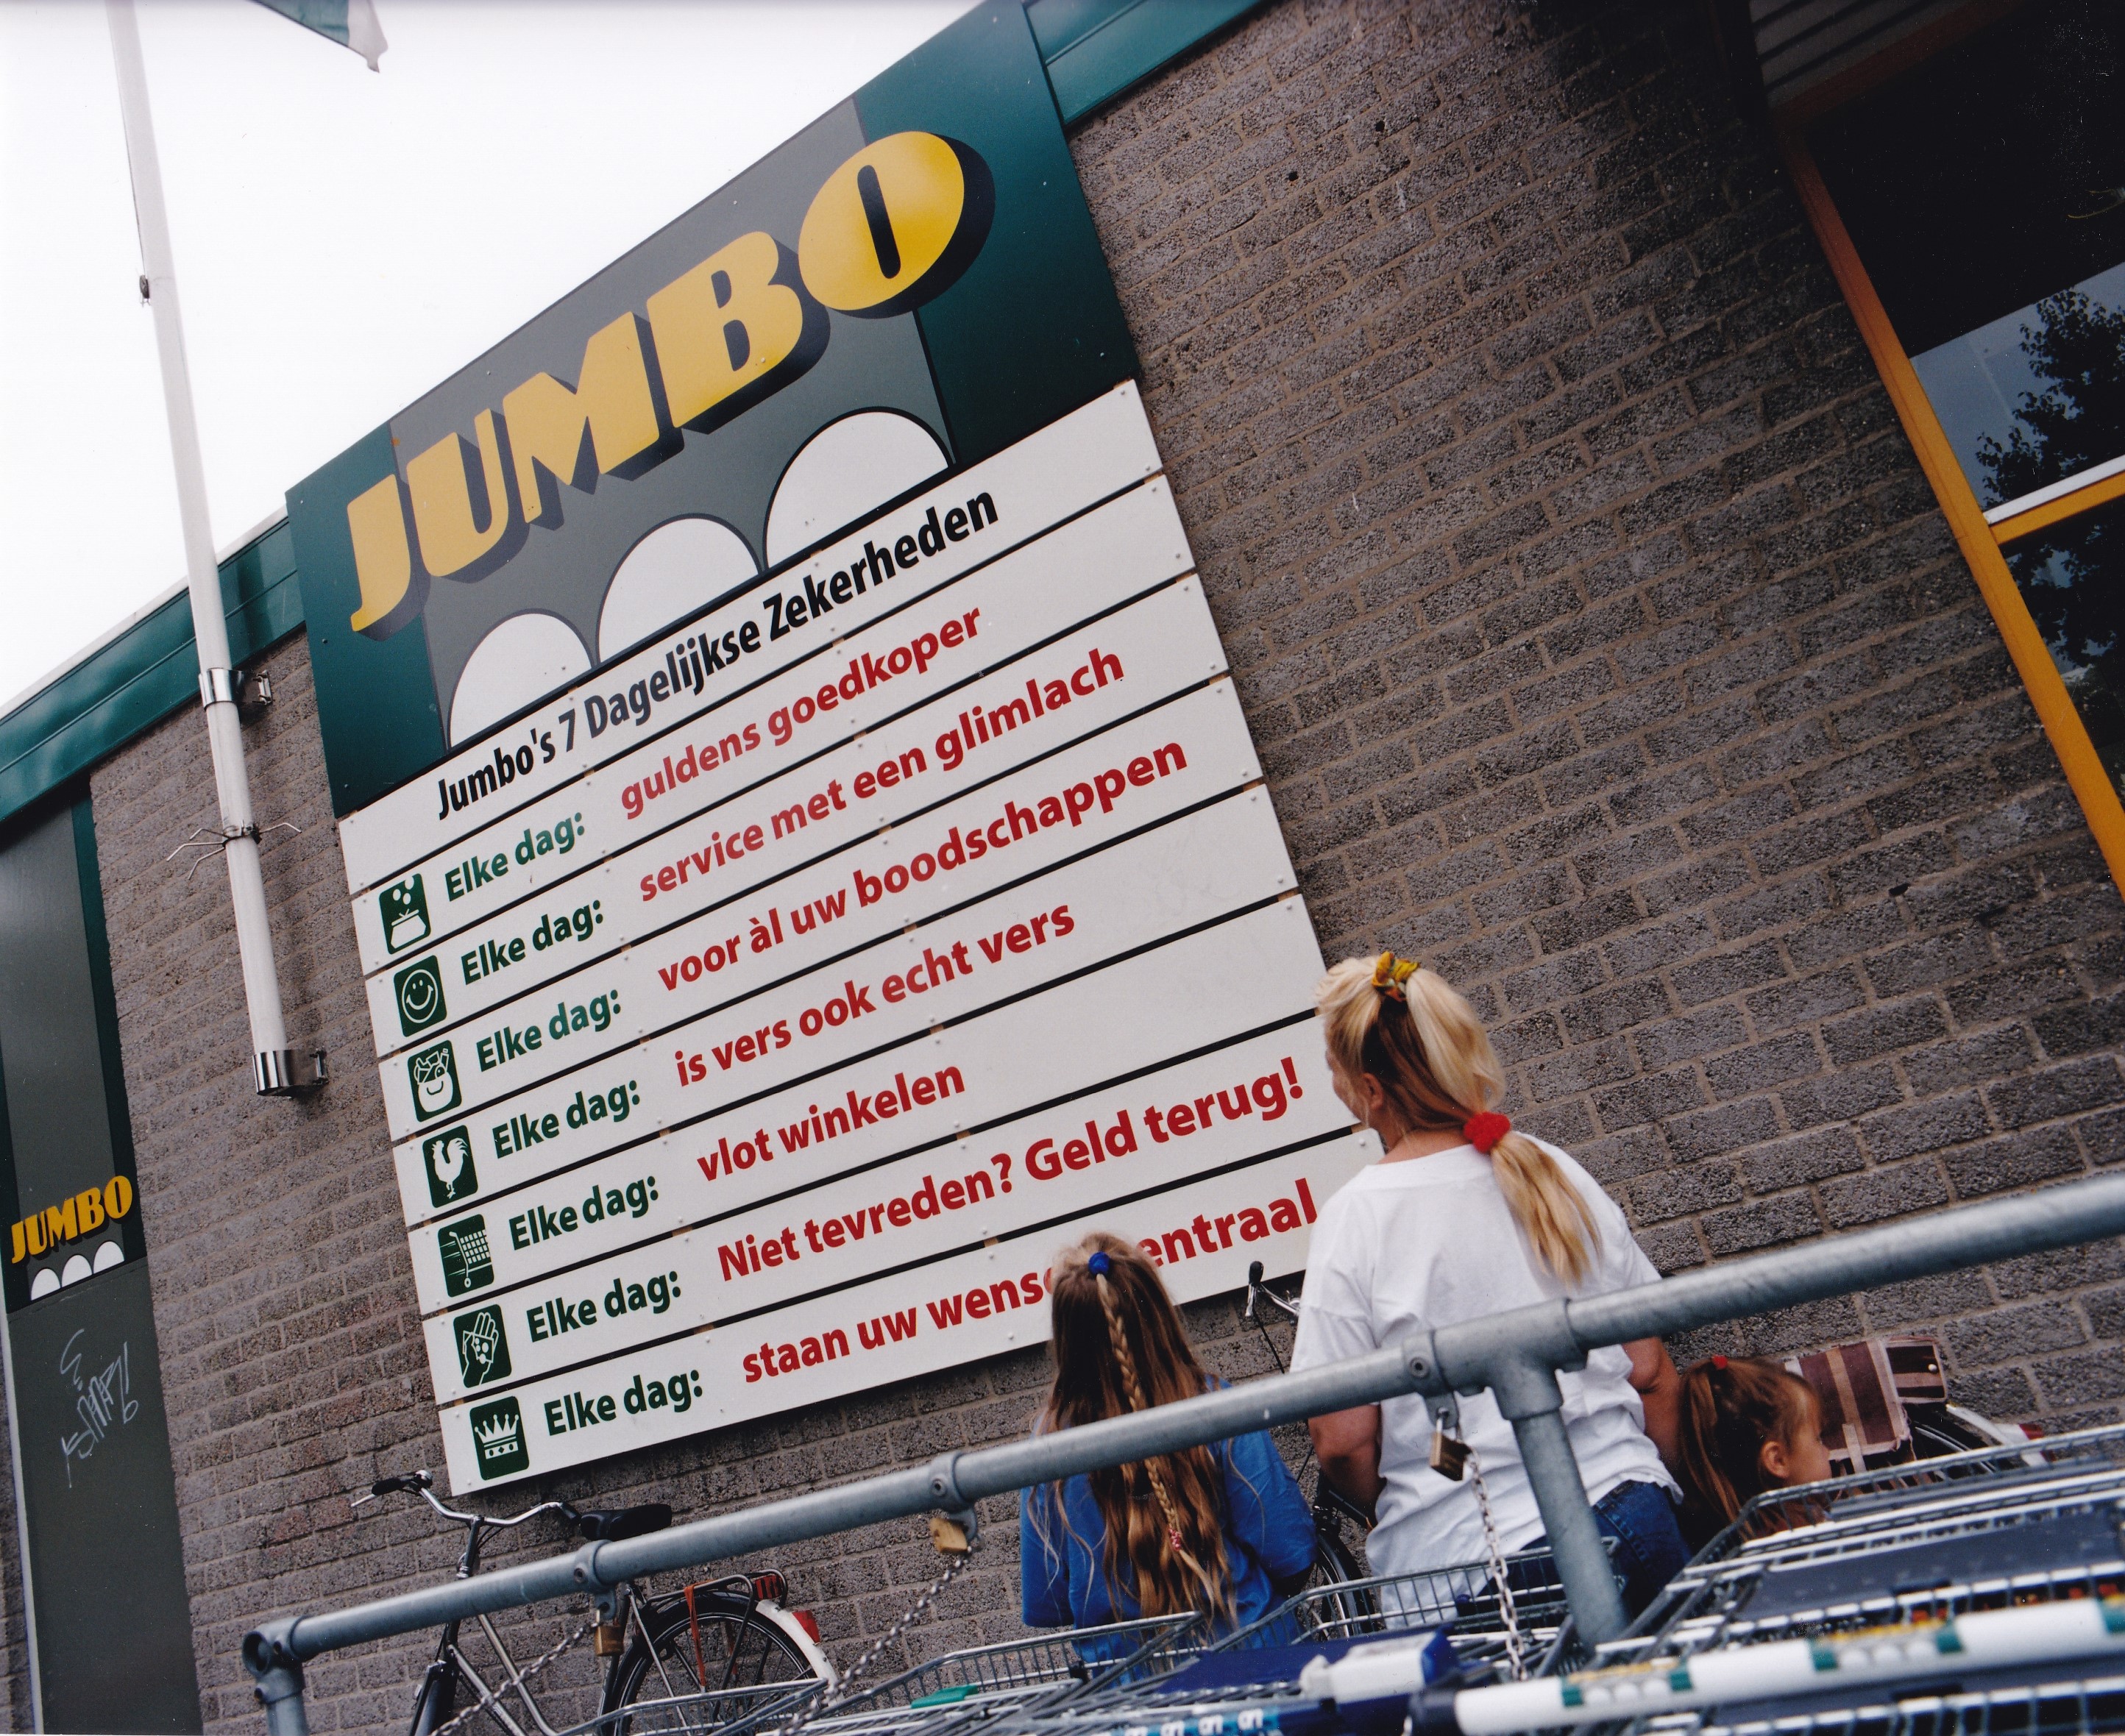 JUMBO
Jumbo's 7 Dagelijkse Zekerheden
Elke dag: guldens goedkoper
Elke dag: service met een glimlach
Elke dag: voor àl uw boodschappen
Elke dag: is vers ook echt vers
Elke dag: vlot winkelen
Elke dag: Niet tevreden? Geld terug!
Elke dag: staan uw wens entraal
JUMBO